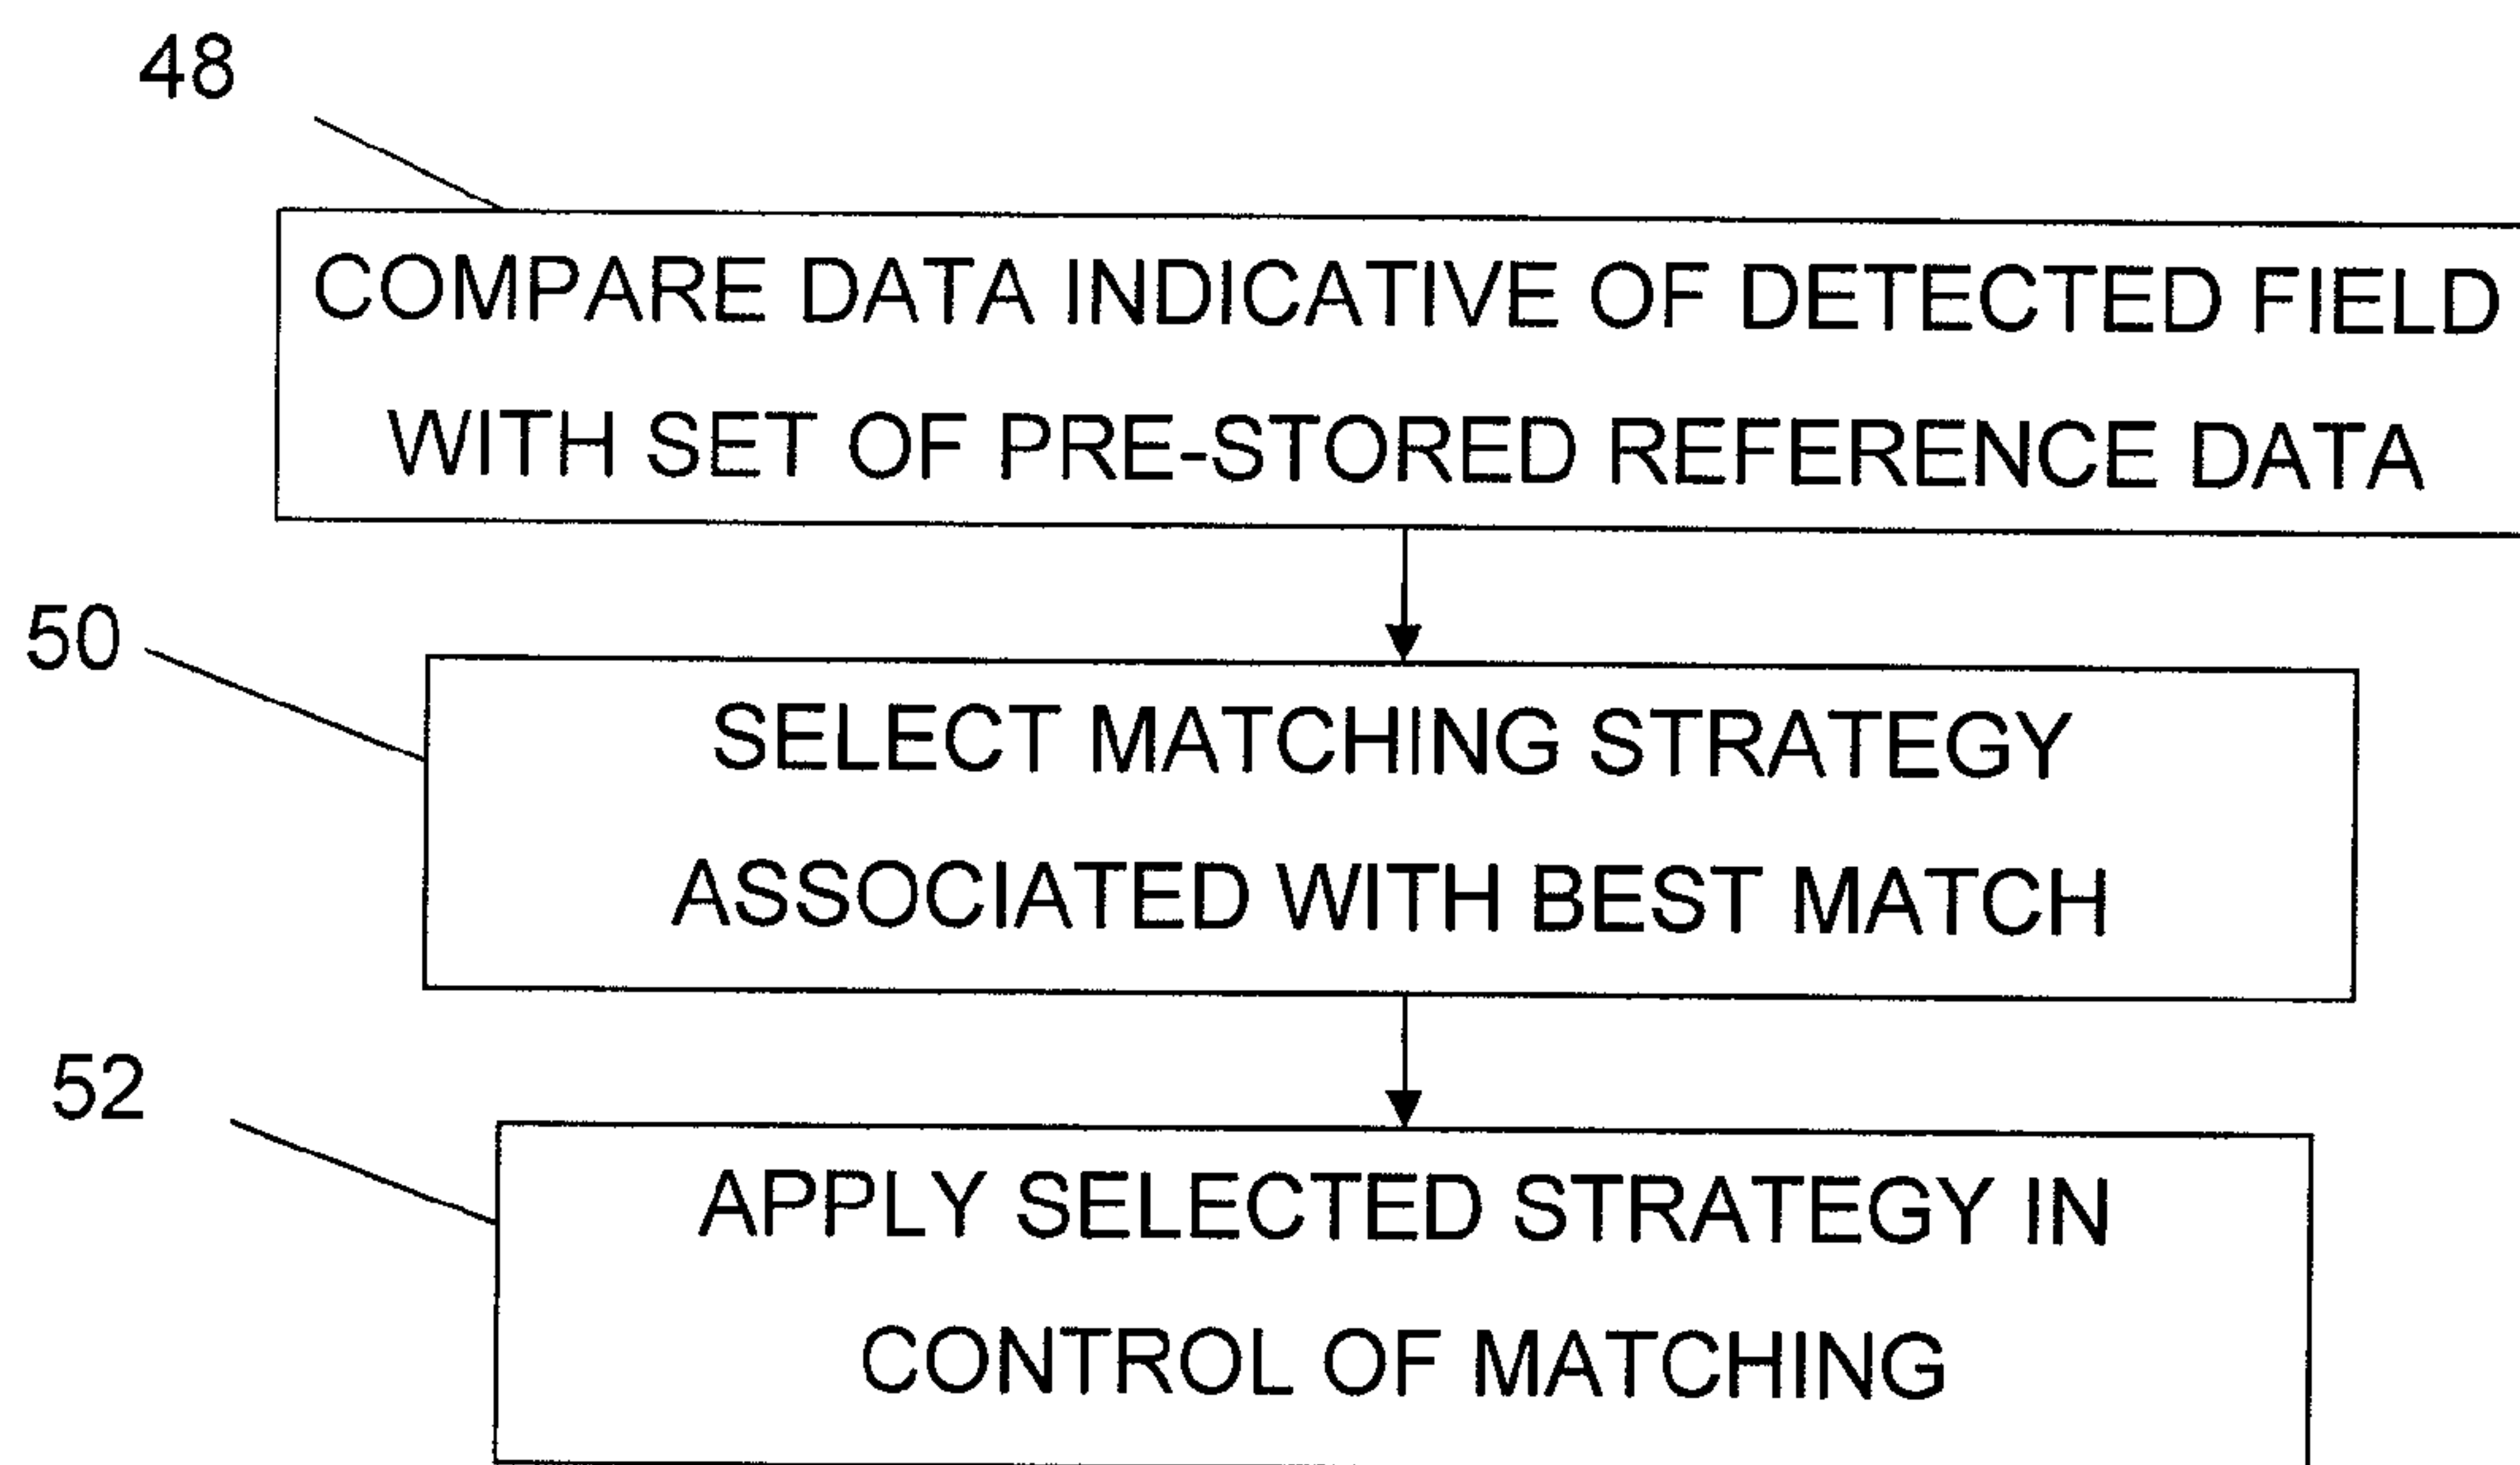 48
COMPARE DATA INDICATIVE OF DETECTED FIELD
WITH SET OF PRE-STORED REFERENCE DATA
50
SELECT MATCHING STRATEGY
ASSOCIATED WITH BEST MATCH
52
APPLY SELECTED STRATEGY IN
CONTROL OF MATCHING